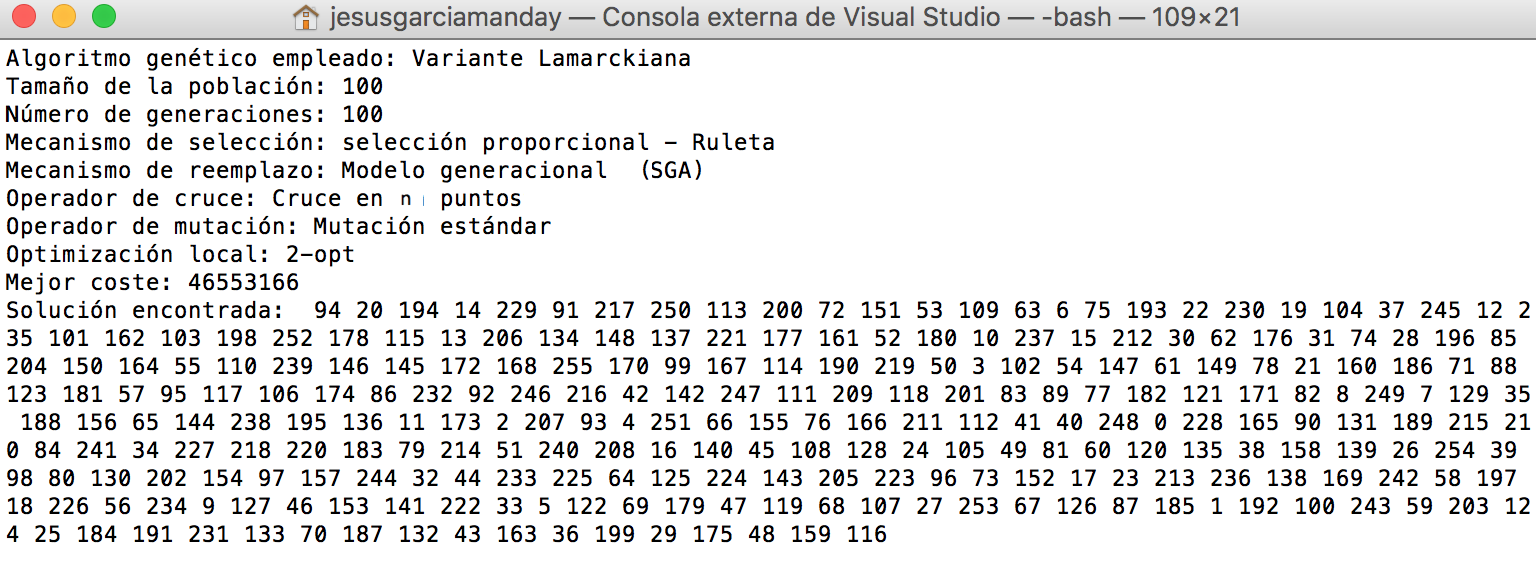 jesusgarciamanday — Consola externa de Visual Studio — -bash — 109×21
Algoritmo genético empleado: Variante Lamarckiana
Tamaño de la población: 100
Número de generaciones: 100
Mecanismo de selección: selección proporcional - Ruleta
Mecanismo de reemplazo: Modelo generacional  (SGA)
Operador de cruce: Cruce en n puntos
Operador de mutación: Mutación estándar
Optimización local: 2-opt
Mejor coste: 46553166
Solución encontrada:  94 20 194 14 229 91 217 250 113 200 72 151 53 109 63 6 75 193 22 230 19 104 37 245 12 2
35 101 162 103 198 252 178 115 13 206 134 148 137 221 177 161 52 180 10 237 15 212 30 62 176 31 74 28 196 85
204 150 164 55 110 239 146 145 172 168 255 170 99 167 114 190 219 50 3 102 54 147 61 149 78 21 160 186 71 88
123 181 57 95 117 106 174 86 232 92 246 216 42 142 247 111 209 118 201 83 89 77 182 121 171 82 8 249 7 129 35
188 156 65 144 238 195 136 11 173 2 207 93 4 251 66 155 76 166 211 112 41 40 248 0 228 165 90 131 189 215 21
0 84 241 34 227 218 220 183 79 214 51 240 208 16 140 45 108 128 24 105 49 81 60 120 135 38 158 139 26 254 39
98 80 130 202 154 97 157 244 32 44 233 225 64 125 224 143 205 223 96 73 152 17 23 213 236 138 169 242 58 197
18 226 56 234 9 127 46 153 141 222 33 5 122 69 179 47 119 68 107 27 253 67 126 87 185 1 192 100 243 59 203 12
4 25 184 191 231 133 70 187 132 43 163 36 199 29 175 48 159 116